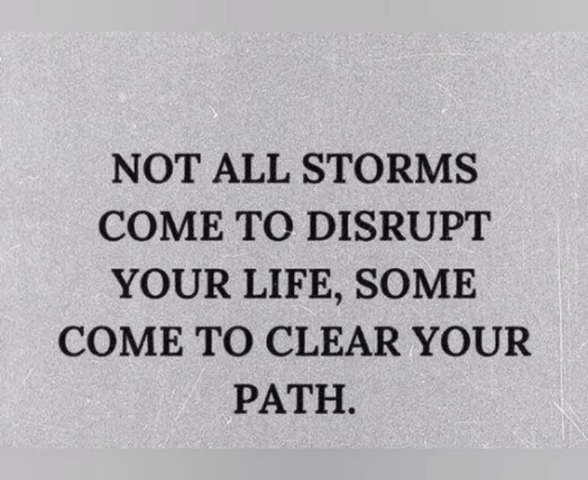 NOT ALL STORMS
COME TO DISRUPT
YOUR LIFE, SOME
COME TO CLEAR YOUR
PATH.